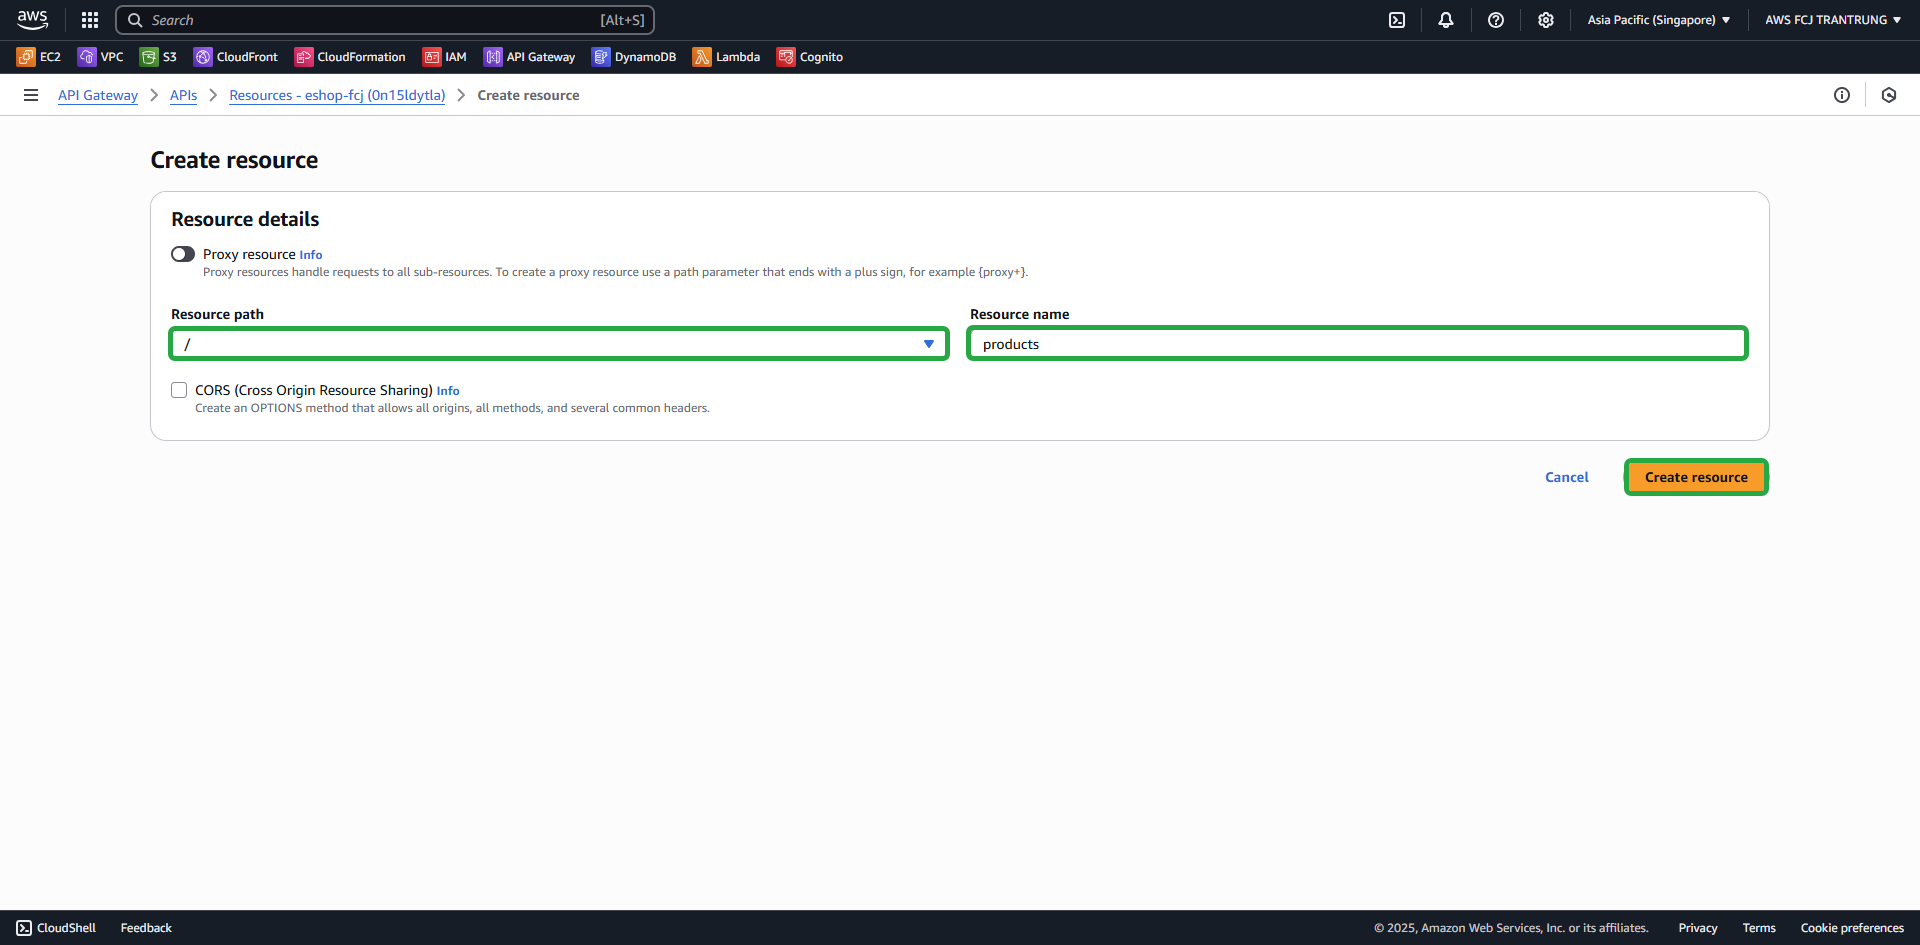 aws
Search [Alt+S]
Asia Pacific (Singapore) AWS FCJ TRANTRUNG
EC2 VPC S3 CloudFront CloudFormation IAM API Gateway DynamoDB Lambda Cognito
API Gateway APIs Resources - eshop-fcj (0n15ldytla) Create resource
Create resource
Resource details
Proxy resource Info
Proxy resources handle requests to all sub-resources. To create a proxy resource use a path parameter that ends with a plus sign, for example {proxy+}.
Resource path Resource name
/ products
CORS (Cross Origin Resource Sharing) Info
Create an OPTIONS method that allows all origins, all methods, and several common headers.
Cancel Create resource
CloudShell Feedback © 2025, Amazon Web Services, Inc. or its affiliates. Privacy Terms Cookie preferences